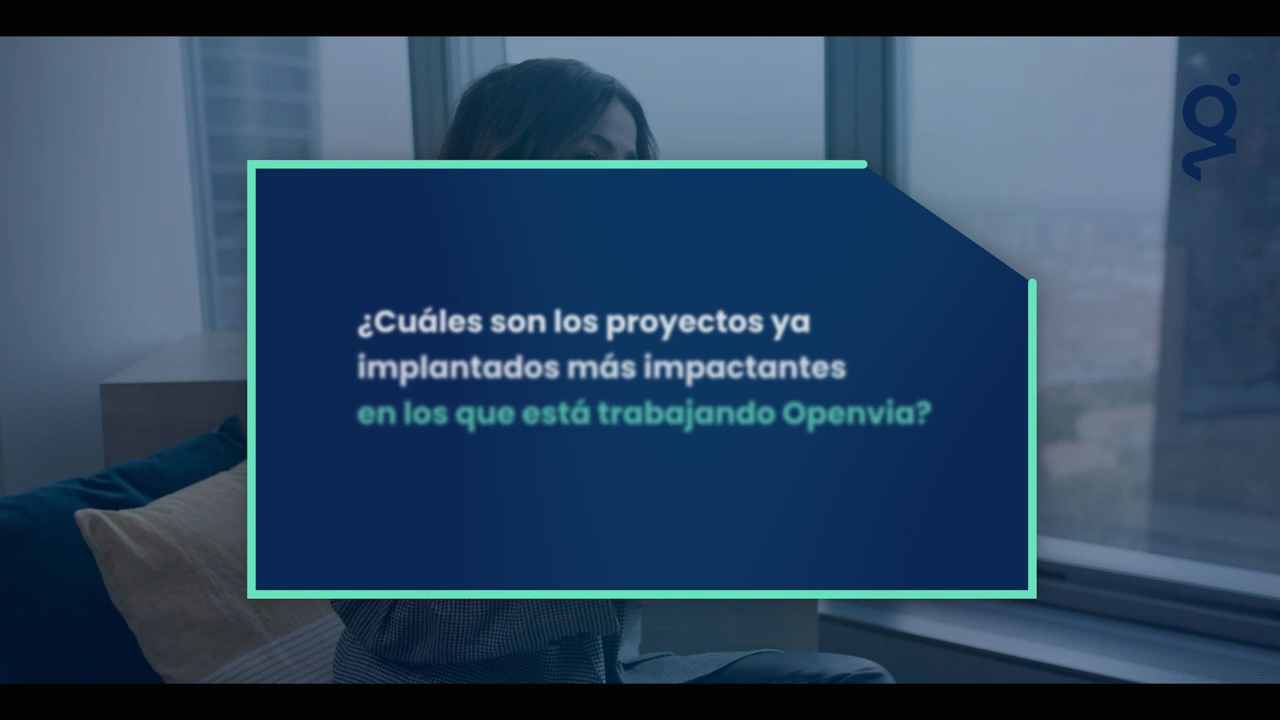 ¿Cuáles son los proyectos ya
implantados más impactantes
en los que está trabajando Openvia?